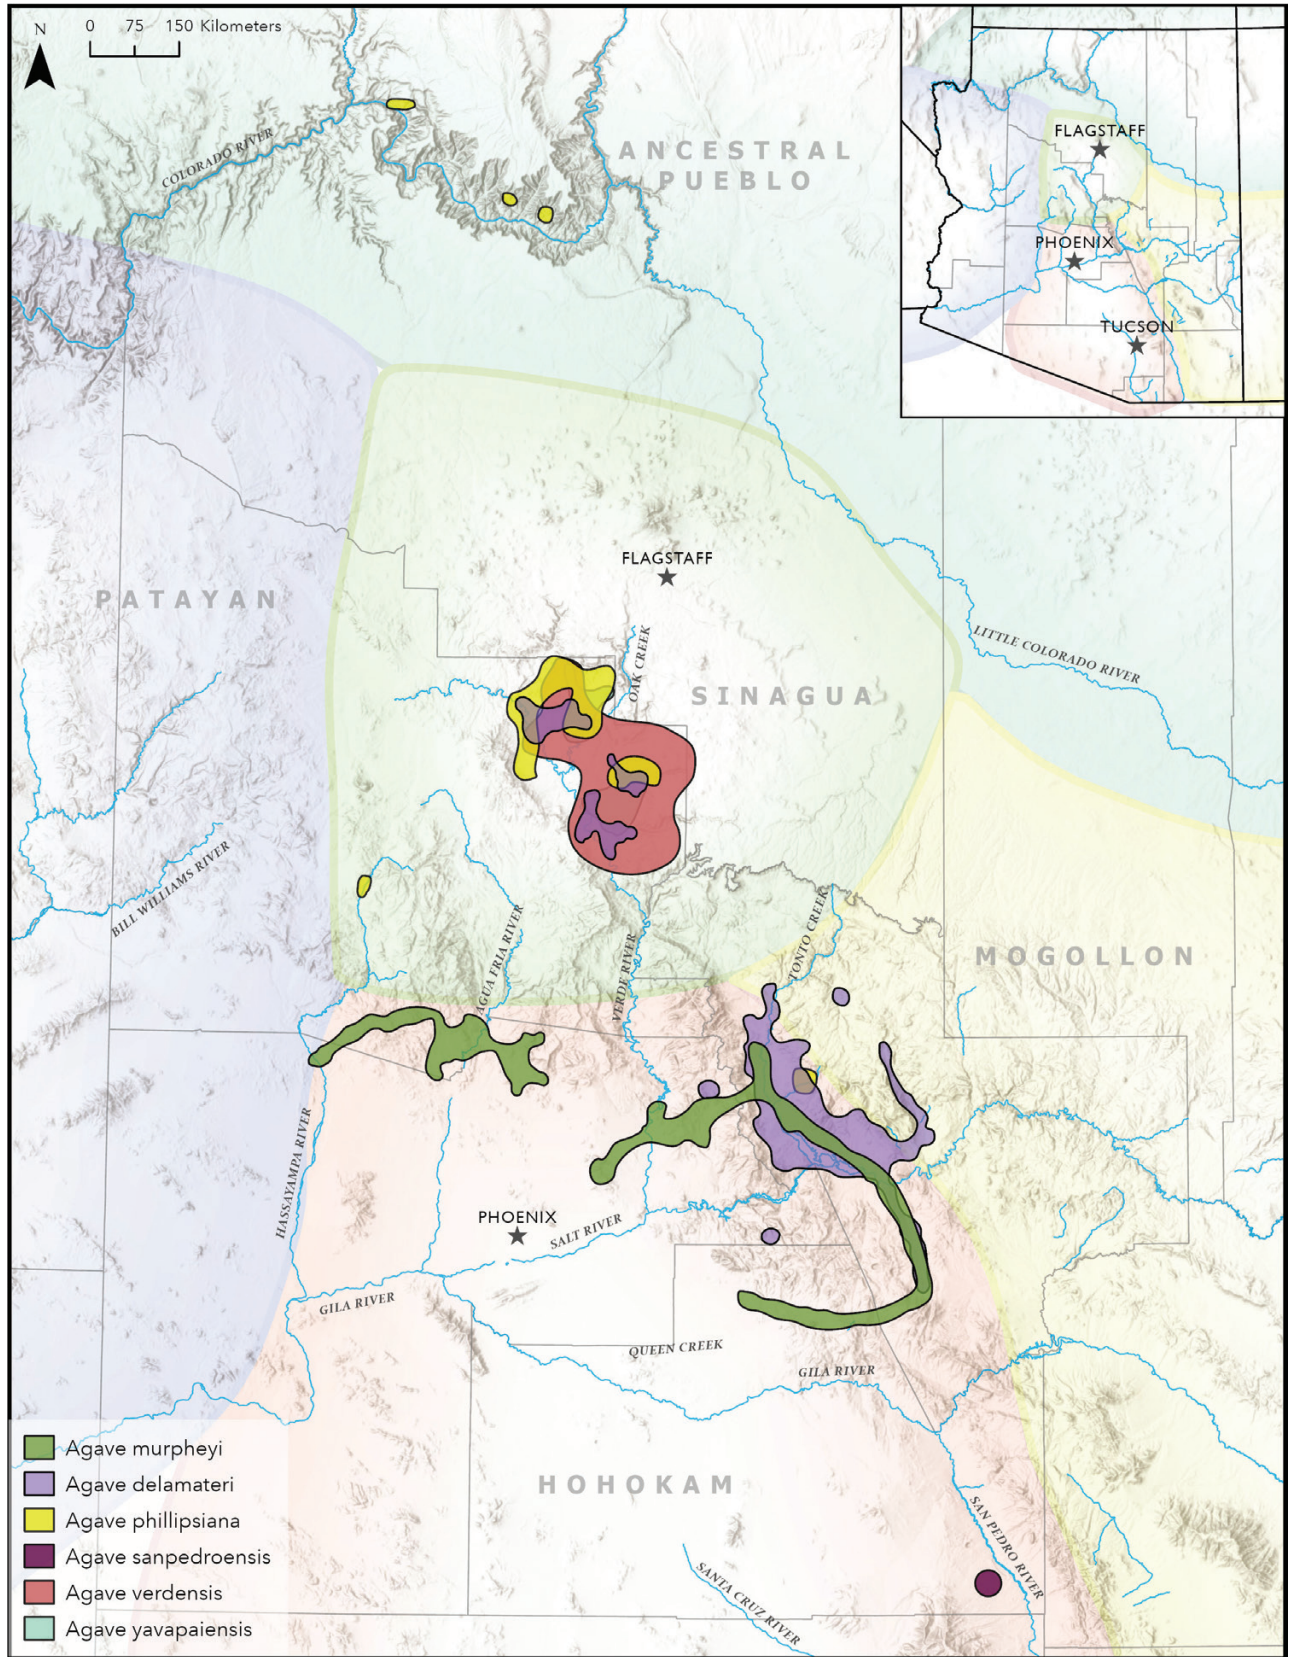 N
0 75 150 Kilometers
COLORADO RIVER
ANCESTRAL
PUEBLO
FLAGSTAFF
PHOENIX
TUCSON
FLAGSTAFF
PATAYAN
OAK CREEK
SINAGUA
LITTLE COLORADO RIVER
BILL WILLIAMS RIVER
AGUA FRIA RIVER
VERDE RIVER
TONTO CREEK
MOGOLLON
HASSAYAMPA RIVER
PHOENIX
SALT RIVER
GILA RIVER
QUEEN CREEK
GILA RIVER
HOHOKAM
SAN PEDRO RIVER
SANTA CRUZ RIVER
Agave murpheyi
Agave delamateri
Agave phillipsiana
Agave sanpedroensis
Agave verdensis
Agave yavapaiensis